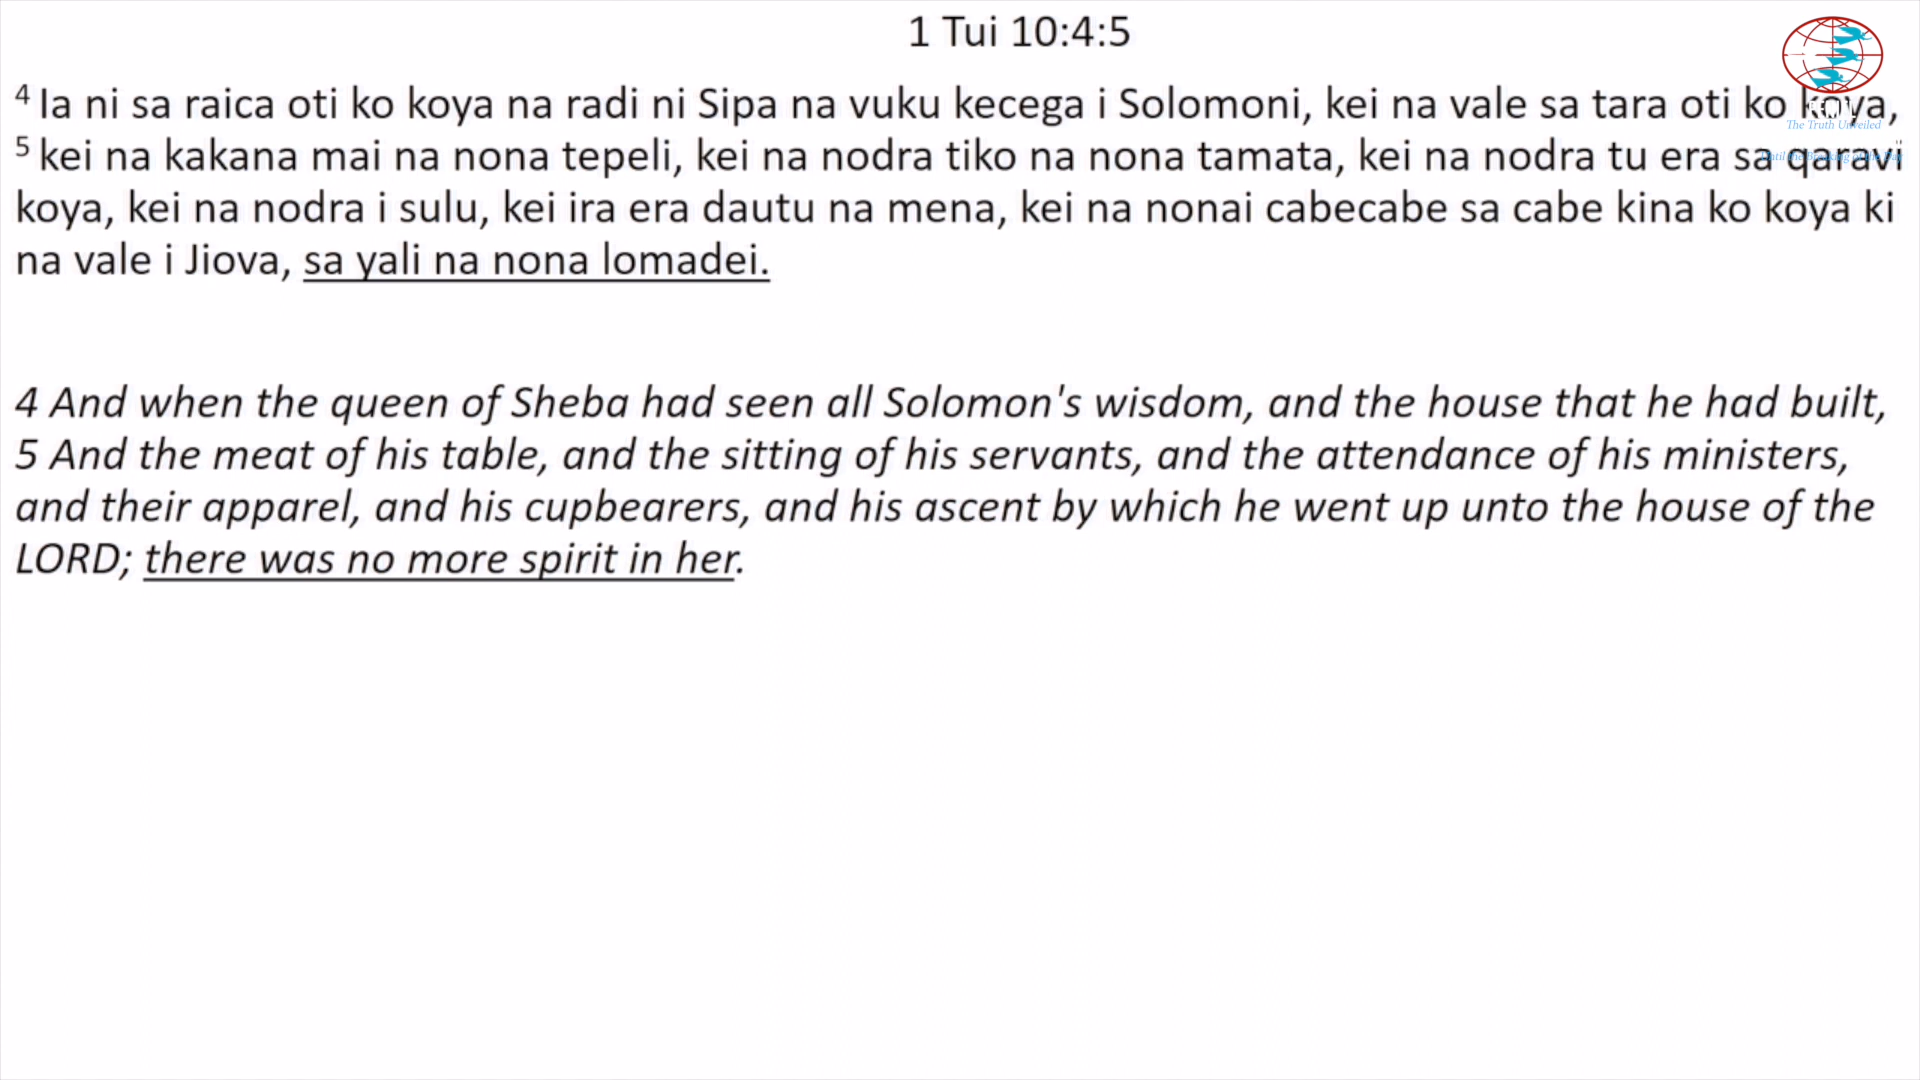 1 Tui 10:4:5
4 Ia ni sa raica oti ko koya na radi ni Sipa na vuku kecega i Solomoni, kei na vale sa tara oti ko koya,
5 kei na kakana mai na nona tepeli, kei na nodra tiko na nona tamata, kei na nodra tu era sa qaravi
koya, kei na nodra i sulu, kei ira era dautu na mena, kei na nonai cabecabe sa cabe kina ko koya ki
na vale i Jiova, sa yali na nona lomadei.
4 And when the queen of Sheba had seen all Solomon's wisdom, and the house that he had built,
5 And the meat of his table, and the sitting of his servants, and the attendance of his ministers,
and their apparel, and his cupbearers, and his ascent by which he went up unto the house of the
LORD; there was no more spirit in her.
The Truth Unveiled